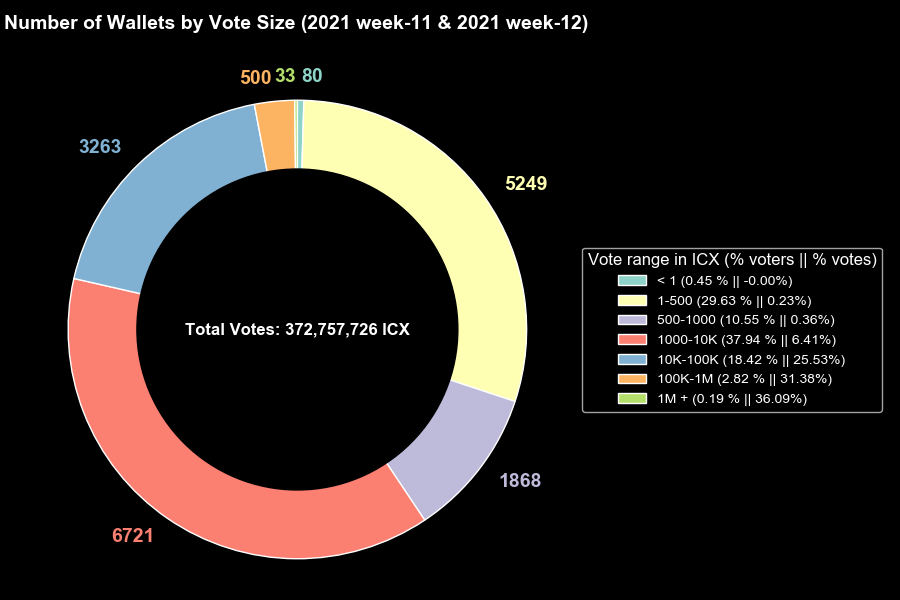 Number of Wallets by Vote Size (2021 week-11 & 2021 week-12)
500 33 80
3263
5249
Vote range in ICX (% voters || % votes)
< 1 (0.45 % || -0.00%)
1-500 (29.63 % || 0.23%)
500-1000 (10.55 % || 0.36%)
1000-10K (37.94 % || 6.41%)
10K-100K (18.42 % || 25.53%)
100K-1M (2.82 % || 31.38%)
1M + (0.19 % || 36.09%)
Total Votes: 372,757,726 ICX
1868
6721